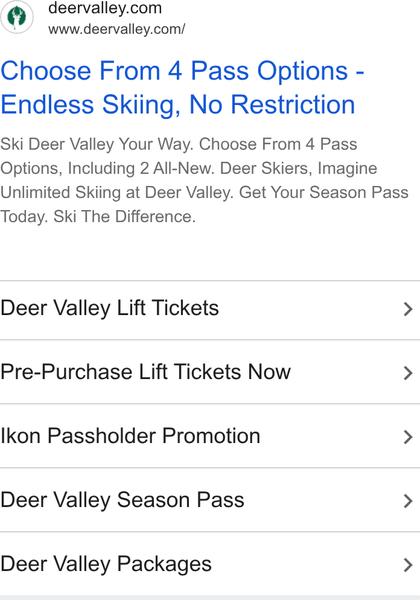 deervalley.com
www.deervalley.com/
Choose From 4 Pass Options -
Endless Skiing, No Restriction
Ski Deer Valley Your Way. Choose From 4 Pass
Options, Including 2 All-New. Deer Skiers, Imagine
Unlimited Skiing at Deer Valley. Get Your Season Pass
Today. Ski The Difference.
Deer Valley Lift Tickets
Pre-Purchase Lift Tickets Now
Ikon Passholder Promotion
Deer Valley Season Pass
Deer Valley Packages